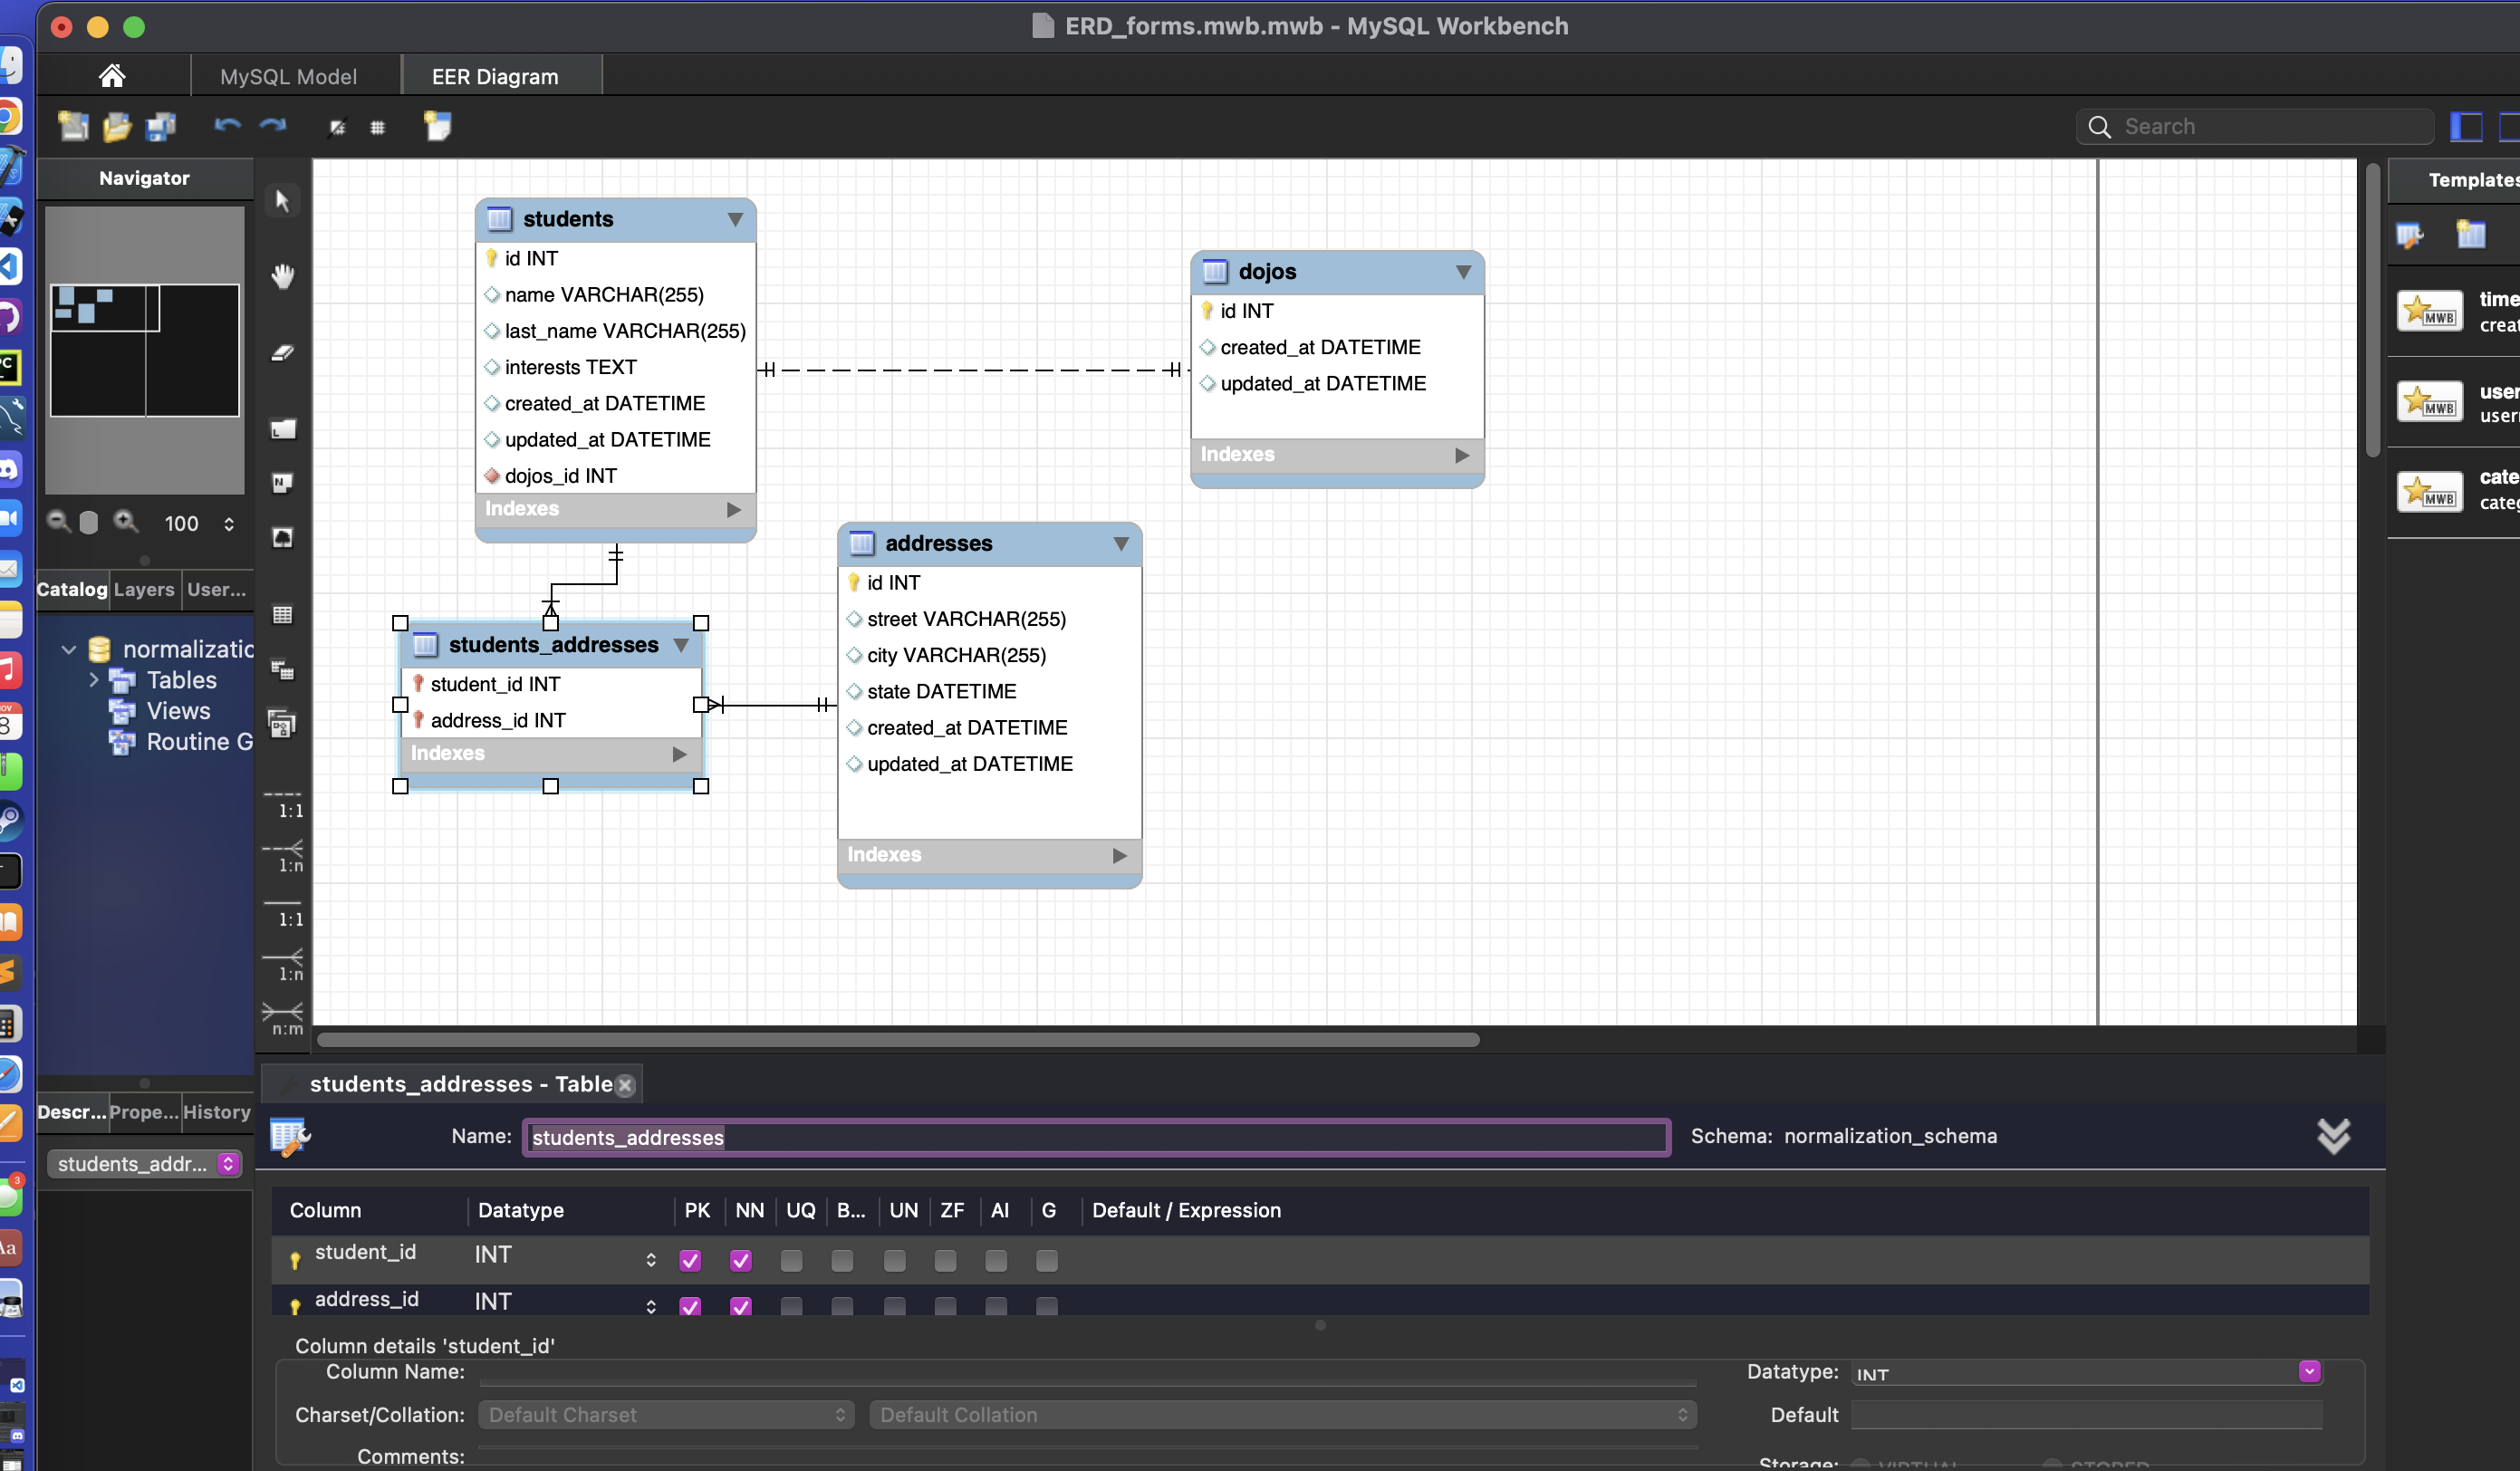 ERD_forms.mwb.mwb - MySQL Workbench
MySQL Model
EER Diagram
Search
Navigator
100
Catalog
Layers
User...
normalizatio
Tables
Views
Routine G
Descr...
Prope...
History
students_addr...
1:1
1:n
1:1
1:n
n:m
students
id INT
name VARCHAR(255)
last_name VARCHAR(255)
interests TEXT
created_at DATETIME
updated_at DATETIME
dojos_id INT
Indexes
dojos
id INT
created_at DATETIME
updated_at DATETIME
Indexes
addresses
id INT
street VARCHAR(255)
city VARCHAR(255)
state DATETIME
created_at DATETIME
updated_at DATETIME
Indexes
students_addresses
student_id INT
address_id INT
Indexes
Templates
MWB
time
creat
MWB
user
user
MWB
cate
categ
students_addresses - Table
Name:
students_addresses
Schema: normalization_schema
Column Datatype PK NN UQ B... UN ZF AI G Default / Expression
student_id INT
address_id INT
Column details 'student_id'
Column Name:
Datatype: INT
Charset/Collation: Default Charset Default Collation
Default
Comments:
Storage: VIRTUAL STORED